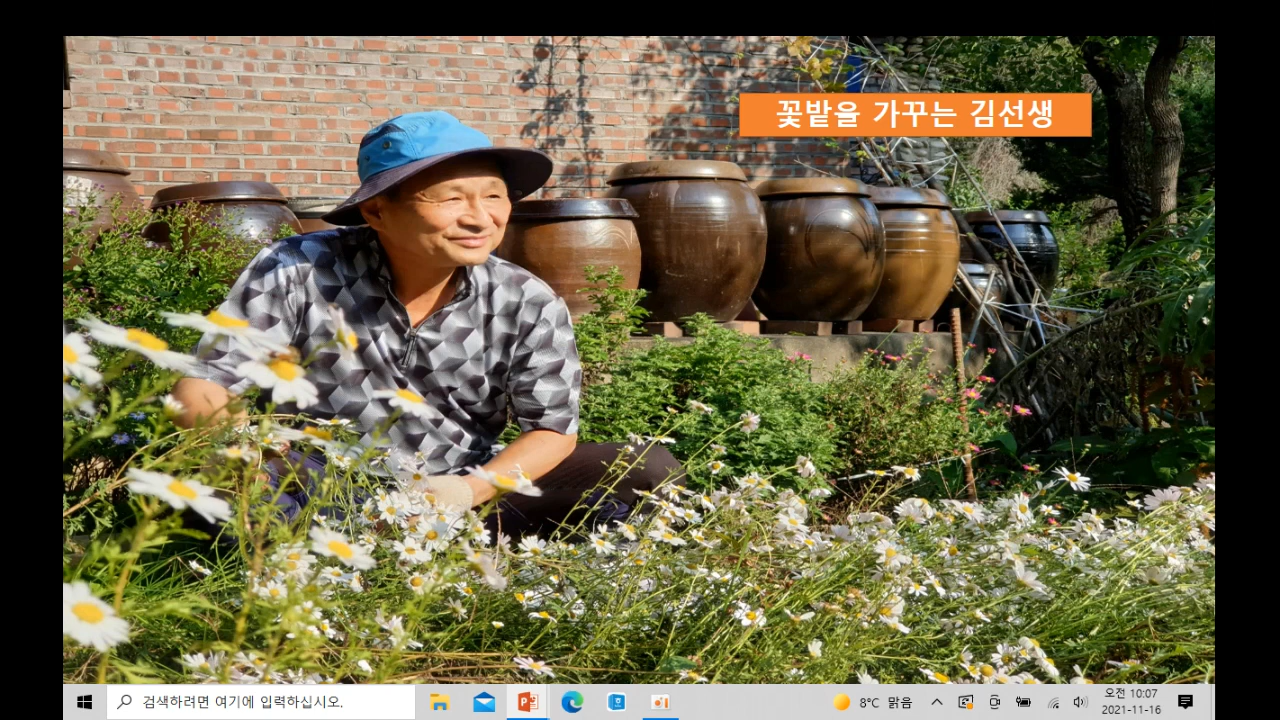 꽃밭을 가꾸는 김선생
검색하려면 여기에 입력하십시오.
8°C 맑음
오전 10:07
2021-11-16